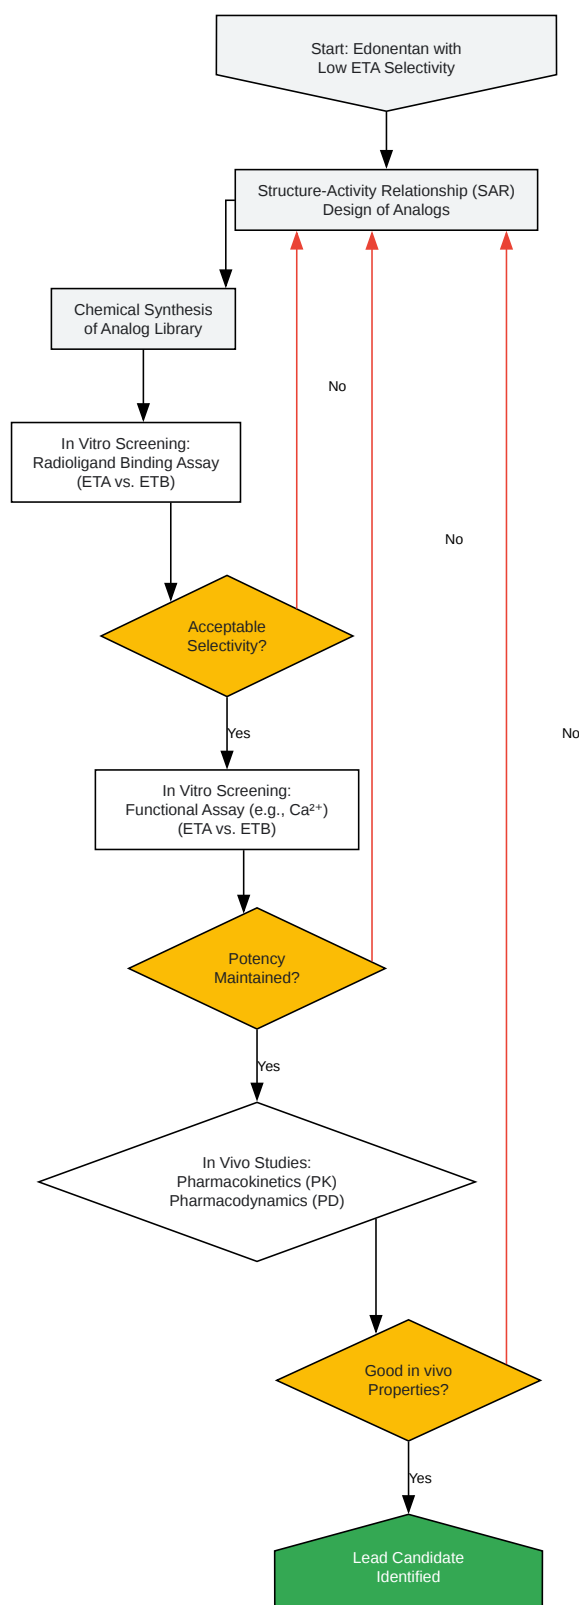 Start: Edonentan with
Low ETA Selectivity
Structure-Activity Relationship (SAR)
Design of Analogs
Chemical Synthesis
of Analog Library
No
In Vitro Screening:
Radioligand Binding Assay
(ETA vs. ETB)
No
Acceptable
Selectivity?
Yes
No
In Vitro Screening:
Functional Assay (e.g., Ca²⁺)
(ETA vs. ETB)
Potency
Maintained?
Yes
In Vivo Studies:
Pharmacokinetics (PK)
Pharmacodynamics (PD)
Good in vivo
Properties?
Yes
Lead Candidate
Identified